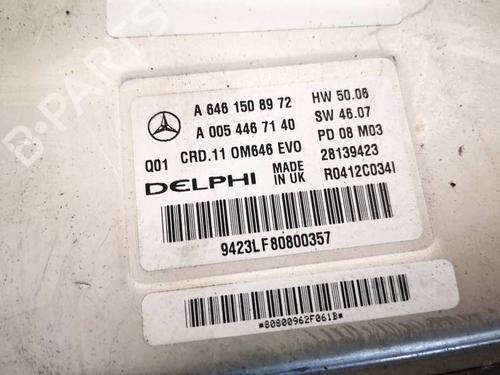 A 646 150 89 72 HW 50.06
A 005 446 71 40 SW 46.07
Q01 CRD.11 OM646 EVO PD 08 M03
DELPHI MADE IN UK 28139423
R0412C034I
9423LF80800357
*80800962F061B*
B-PARTS